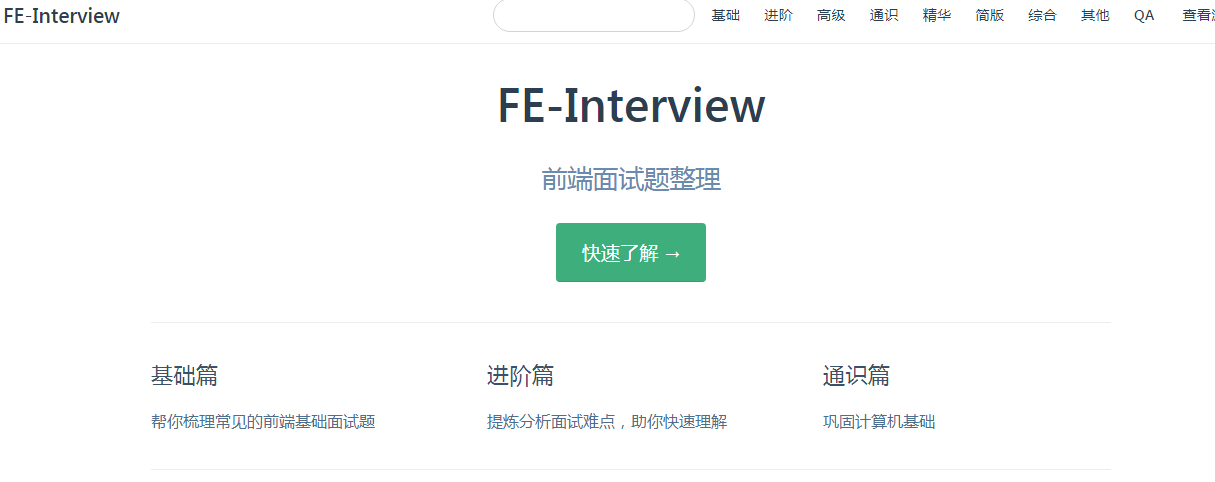 FE-Interview 基础 进阶 高级 通识 精华 简版 综合 其他 QA 查看
FE-Interview
前端面试题整理
快速了解 →
基础篇 进阶篇 通识篇
帮你梳理常见的前端基础面试题 提炼分析面试难点，助你快速理解 巩固计算机基础